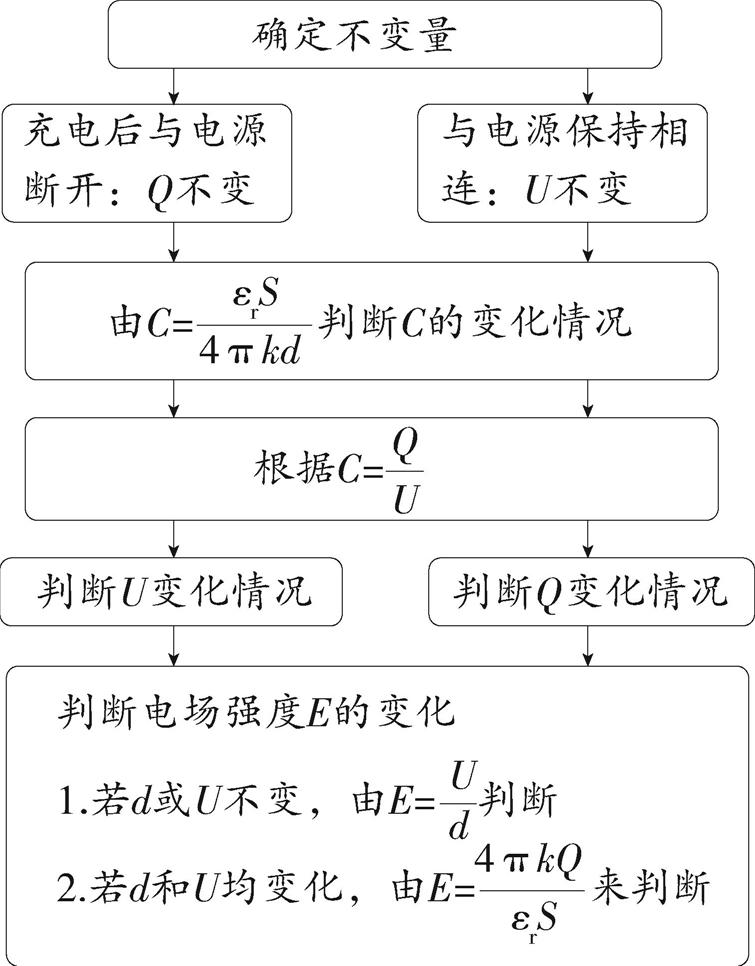 确定不变量
充电后与电源
断开：Q不变
与电源保持相
连：U不变
由C=εrS/4πkd判断C的变化情况
根据C=Q/U
判断U变化情况
判断Q变化情况
判断电场强度E的变化
1.若d或U不变，由E=U/d判断
2.若d和U均变化，由E=4πkQ/εrS来判断